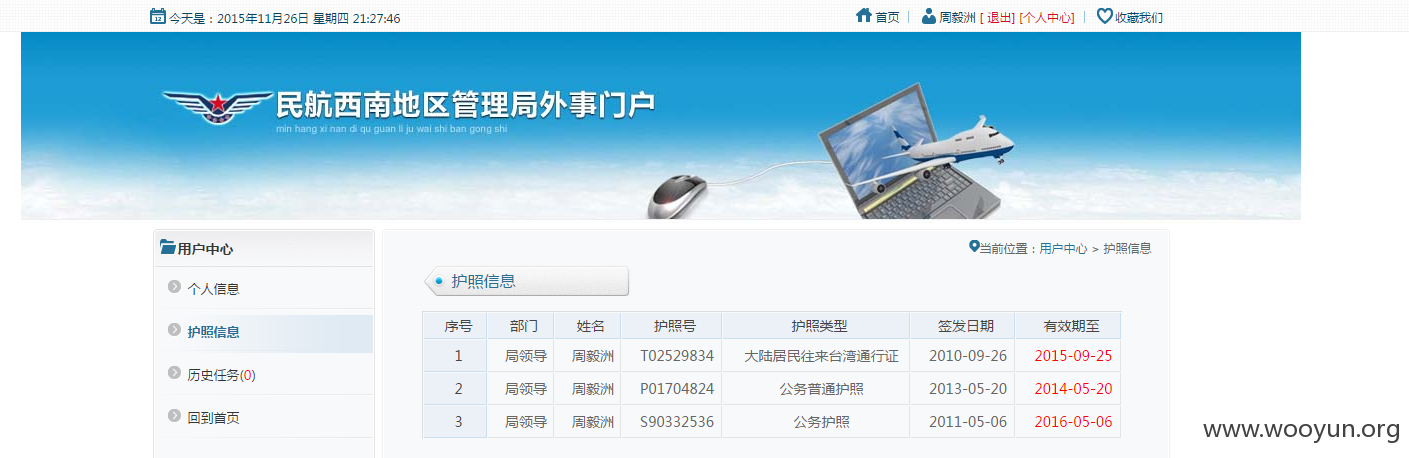 今天是：2015年11月26日 星期四 21:27:46 首页 周毅洲 [ 退出] [个人中心] 收藏我们
民航西南地区管理局外事门户
min hang xi nan di qu guan li ju wai shi ban gong shi
用户中心
当前位置：用户中心 > 护照信息
个人信息
护照信息
历史任务(0)
回到首页
护照信息
序号 部门 姓名 护照号 护照类型 签发日期 有效期至
1 局领导 周毅洲 T02529834 大陆居民往来台湾通行证 2010-09-26 2015-09-25
2 局领导 周毅洲 P01704824 公务普通护照 2013-05-20 2014-05-20
3 局领导 周毅洲 S90332536 公务护照 2011-05-06 2016-05-06
www.wooyun.org